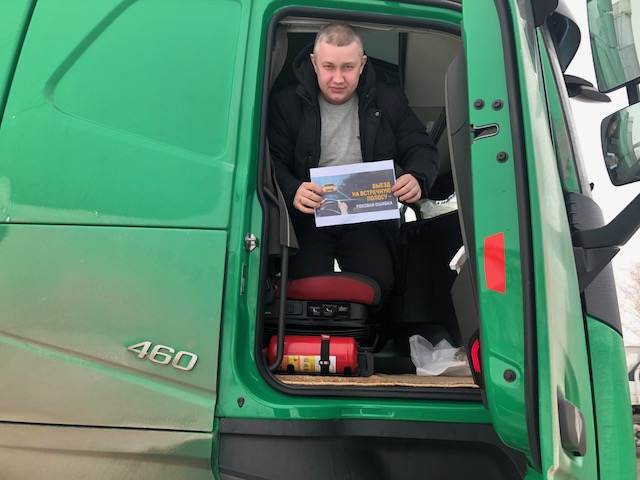 ВЫЕЗД
НА ВСТРЕЧНУЮ
ПОЛОСУ -
РОКОВАЯ ОШИБКА
460